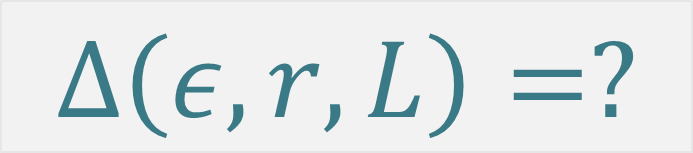 Δ(ϵ, r, L) =?